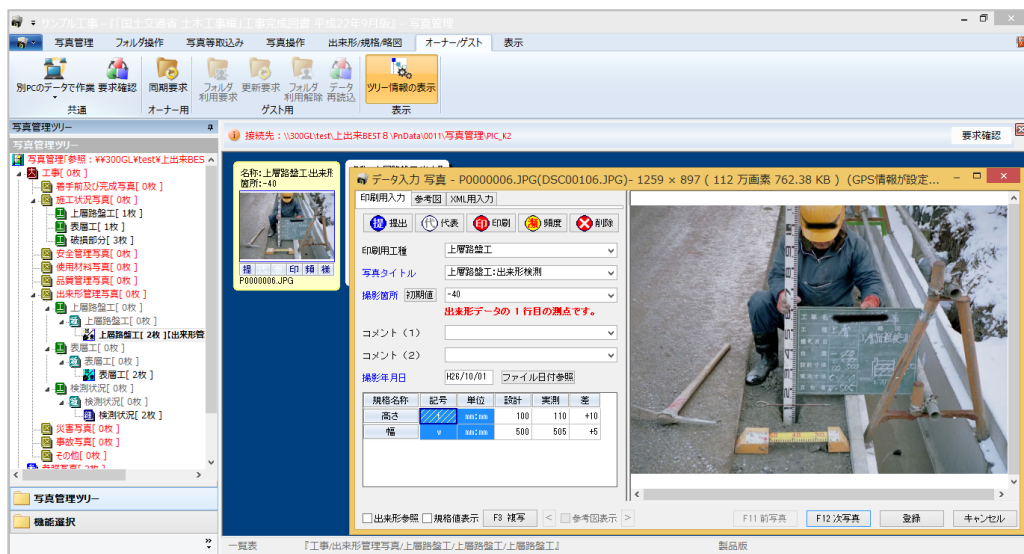 サンプル工事 - 『「国土交通省 土木工事編」工事完成図書 平成22年9月版』 - 写真管理
写真管理 フォルダ操作 写真等取込み 写真操作 出来形/規格/略図 オーナー/ゲスト 表示
別PCのデータで作業 要求確認 同期要求 フォルダ利用要求 更新要求 フォルダ利用解除 データ再読込 ツリー情報の表示
共通 オーナー用 ゲスト用 表示
写真管理ツリー
写真管理ツリー
写真管理「参照:¥¥300GL¥test¥上出来BES
工事[ 0枚 ]
着手前及び完成写真[ 0枚 ]
施工状況写真[ 0枚 ]
上層路盤工[ 1枚 ]
表層工[ 1枚 ]
破損部分[ 3枚 ]
安全管理写真[ 0枚 ]
使用材料写真[ 0枚 ]
品質管理写真[ 0枚 ]
出来形管理写真[ 0枚 ]
上層路盤工[ 0枚 ]
上層路盤工[ 0枚 ]
上層路盤工[ 2枚 ][出来形管
表層工[ 0枚 ]
表層工[ 0枚 ]
表層工[ 2枚 ]
検測状況[ 0枚 ]
検測状況[ 0枚 ]
検測状況[ 2枚 ]
災害写真[ 0枚 ]
事故写真[ 0枚 ]
その他[ 0枚 ]
写真管理ツリー
機能選択
接続先:\\300GL\test\上出来BEST8\PnData\0011\写真管理\PIC_K2
要求確認
名称:上層路盤工:出来形
箇所:-40
提 印 頻 様
P0000006.JPG
データ入力 写真 - P0000006.JPG(DSC00106.JPG)- 1259 × 897 ( 112 万画素 762.38 KB ) (GPS情報が設定...
印刷用入力 参考図 XML用入力
提 提出 代 代表 印 印刷 頻度 削除
印刷用工種 上層路盤工
写真タイトル 上層路盤工:出来形検測
撮影箇所 初期値 -40
出来形データの 1 行目の測点です。
コメント(1)
コメント(2)
撮影年月日 H26/10/01 ファイル日付参照
規格名称 記号 単位 設計 実測 差
高さ t mm:mm 100 110 +10
幅 w mm:mm 500 505 +5
出来形参照 規格値表示 F3 複写 < 参考図表示 >
F11 前写真 F12 次写真 登録 キャンセル
一覧表 『工事/出来形管理写真/上層路盤工/上層路盤工/上層路盤工』 製品版